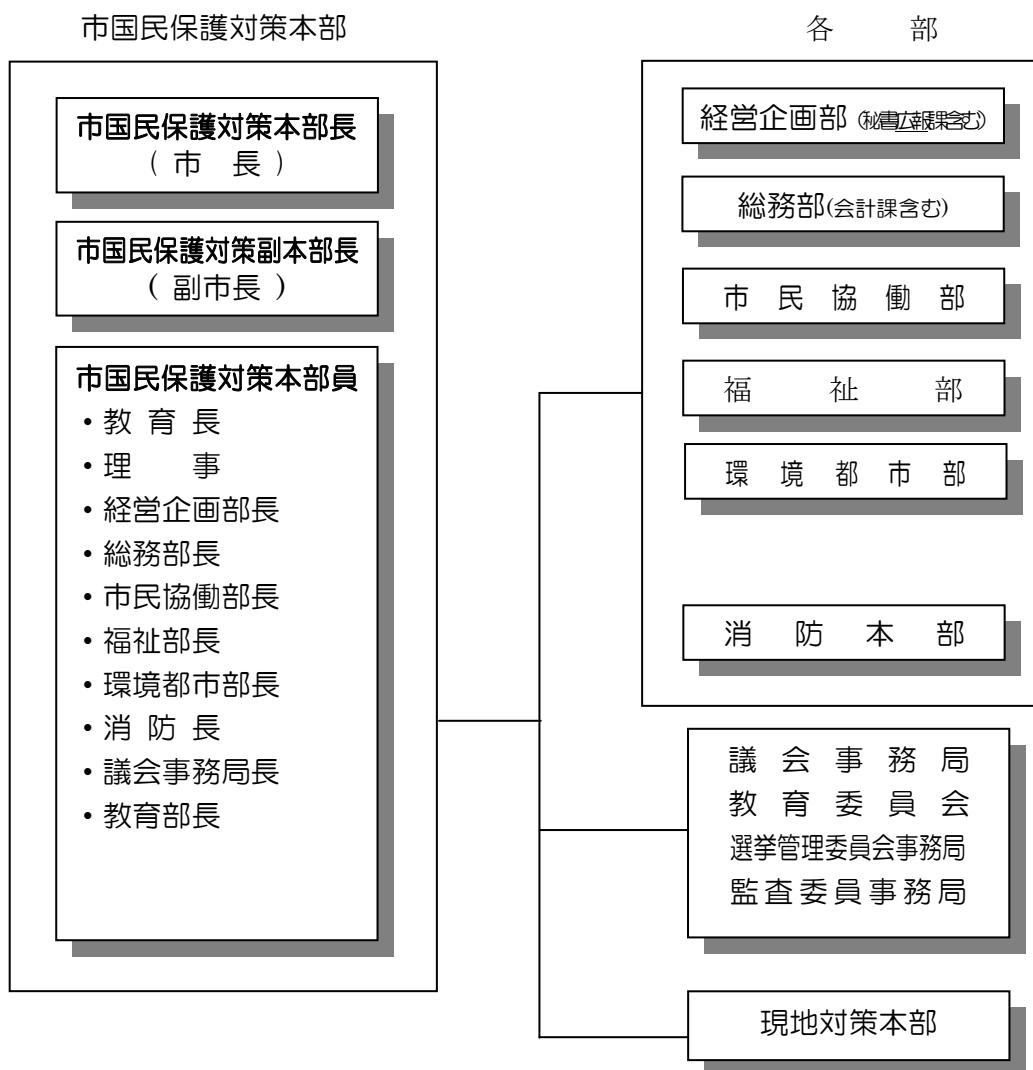 市国民保護対策本部
市国民保護対策本部長
（ 市　長 ）
市国民保護対策副本部長
（ 副市長 ）
市国民保護対策本部員
・教 育 長
・理　　事
・経営企画部長
・総務部長
・市民協働部長
・福祉部長
・環境都市部長
・消 防 長
・議会事務局長
・教育部長
各　　部
経営企画部（秘書広報課含む）
総務部(会計課含む)
市 民 協 働 部
福　祉　部
環 境 都 市 部
消 防 本 部
議 会 事 務 局
教 育 委 員 会
選挙管理委員会事務局
監査委員事務局
現地対策本部